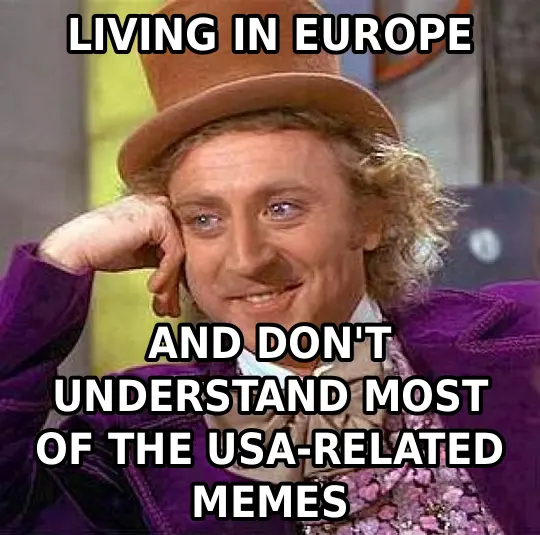 LIVING IN EUROPE
AND DON'T
UNDERSTAND MOST
OF THE USA-RELATED
MEMES